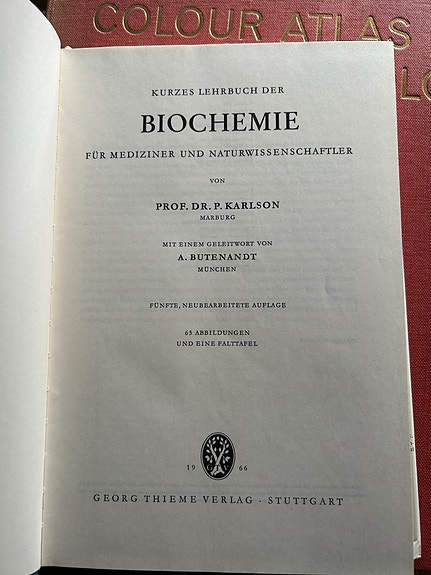 COLOUR ATLAS
KURZES LEHRBUCH DER
BIOCHEMIE
FÜR MEDIZINER UND NATURWISSENSCHAFTLER
VON
PROF. DR. P. KARLSON
MARBURG
MIT EINEM GELEITWORT VON
A. BUTENANDT
MÜNCHEN
FÜNFTE, NEUBEARBEITETE AUFLAGE
65 ABBILDUNGEN
UND EINE FALTTAFEL
19 66
GEORG THIEME VERLAG · STUTTGART